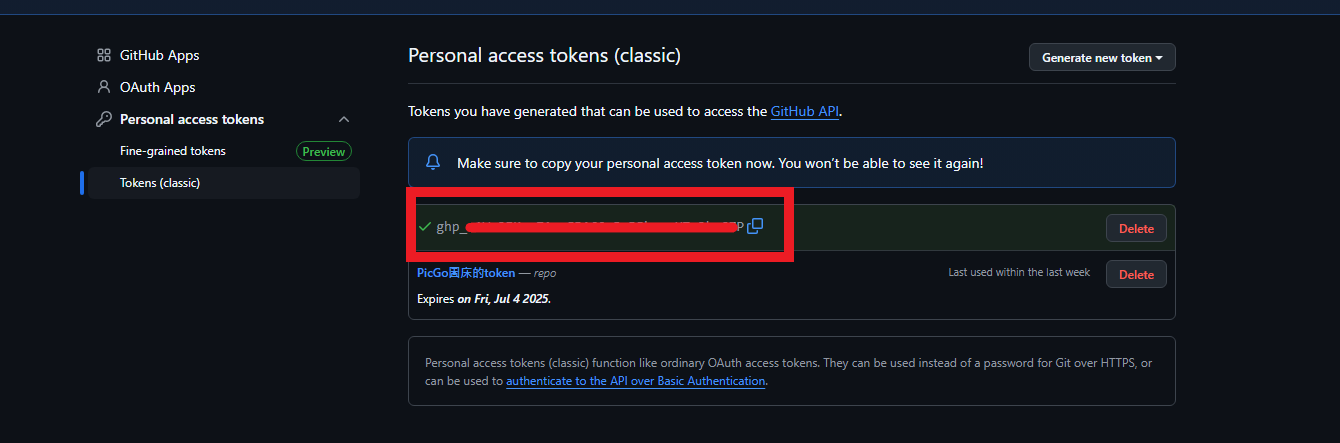 GitHub Apps
OAuth Apps
Personal access tokens
Fine-grained tokens
Preview
Tokens (classic)
Personal access tokens (classic)
Generate new token
Tokens you have generated that can be used to access the GitHub API.
Make sure to copy your personal access token now. You won’t be able to see it again!
ghp_
Delete
PicGo图床的token — repo
Last used within the last week
Delete
Expires on Fri, Jul 4 2025.
Personal access tokens (classic) function like ordinary OAuth access tokens. They can be used instead of a password for Git over HTTPS, or
can be used to authenticate to the API over Basic Authentication.